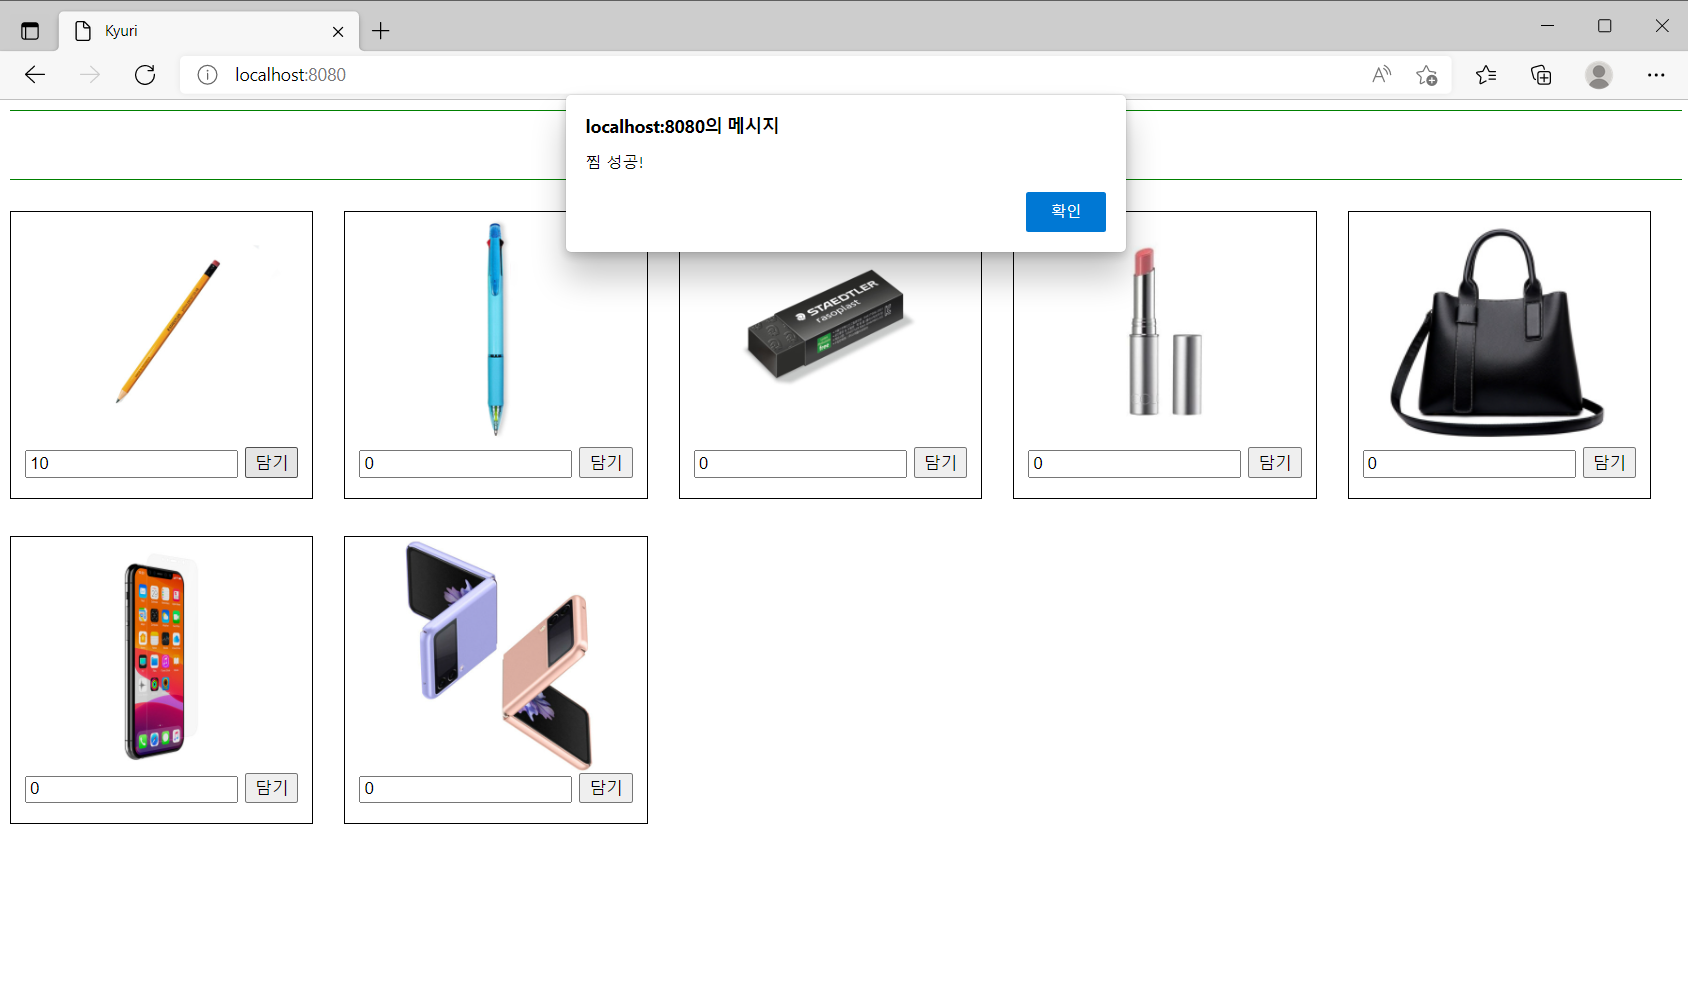 Kyuri
localhost:8080
localhost:8080의 메시지
찜 성공!
확인
STAEDTLER
rasoplast
10 담기
0 담기
0 담기
0 담기
0 담기
0 담기
0 담기